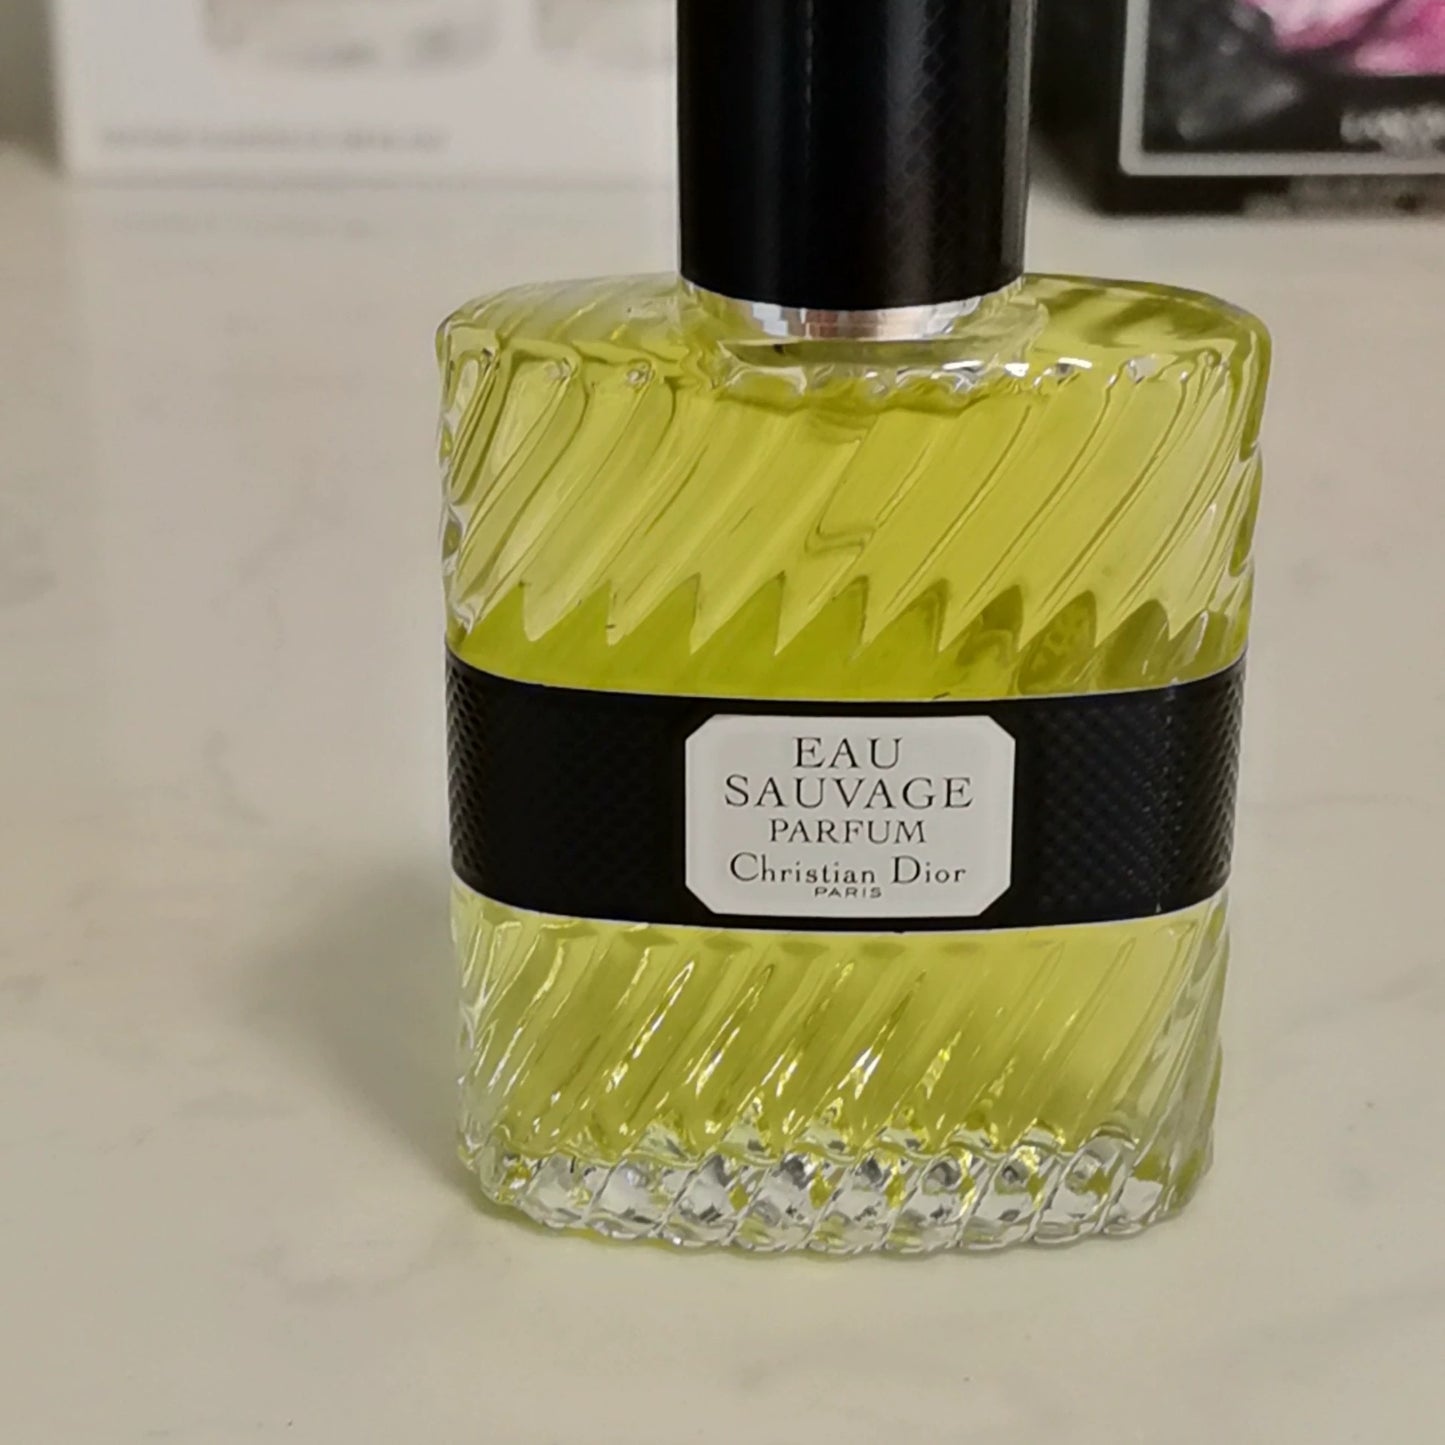 EAU
SAUVAGE
PARFUM
Christian Dior
PARIS